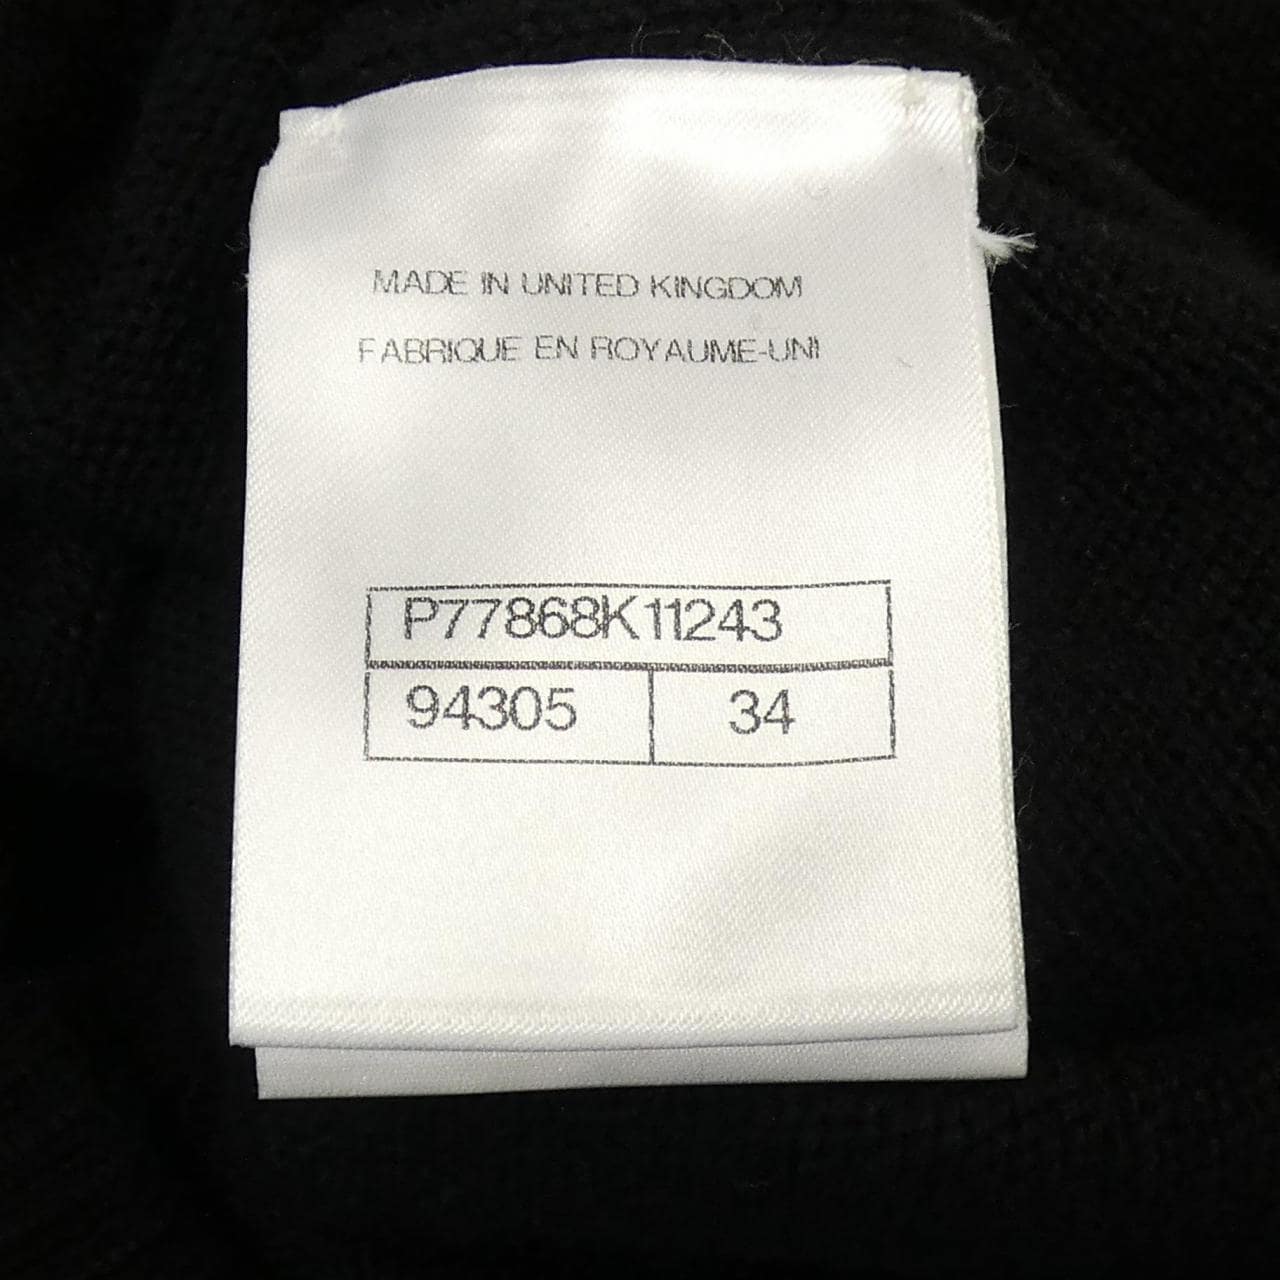 MADE IN UNITED KINGDOM
FABRIQUE EN ROYAUME-UNI
P77868K11243
94305 34